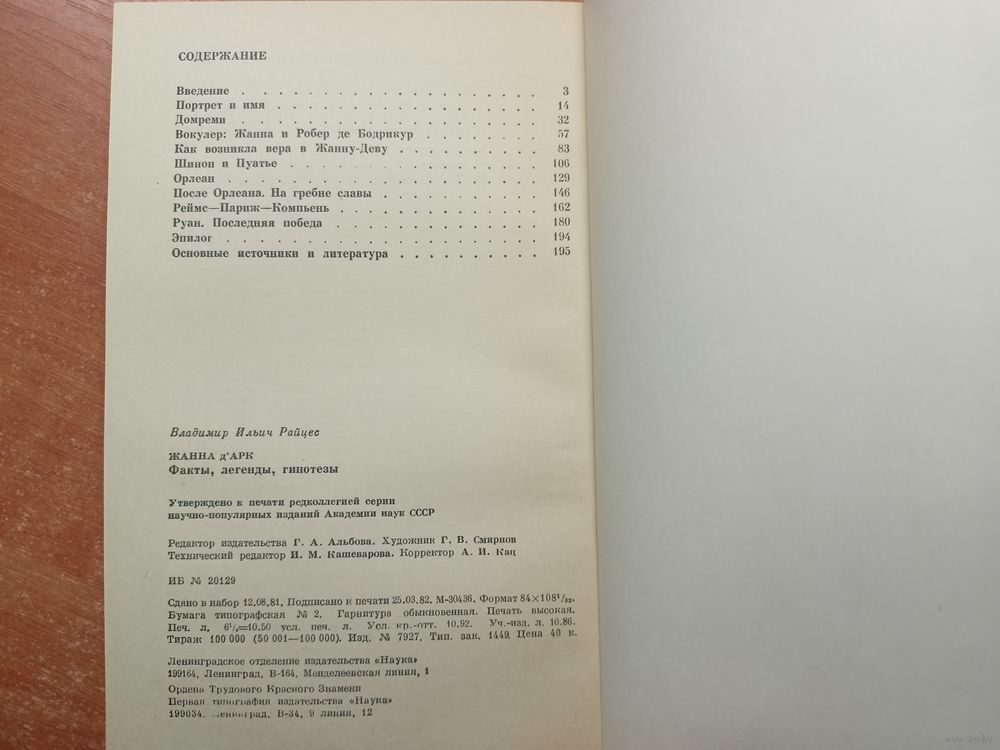 СОДЕРЖАНИЕ
Введение . . . . . . . . . . . . . . . . . . . . . . . 3
Портрет и имя . . . . . . . . . . . . . . . . . . . . 14
Домреми . . . . . . . . . . . . . . . . . . . . . . . 32
Вокулер: Жанна и Робер де Бодрикур . . . . . . . . . 57
Как возникла вера в Жанну-Деву . . . . . . . . . . . 83
Шинон и Пуатье . . . . . . . . . . . . . . . . . . . 106
Орлеан . . . . . . . . . . . . . . . . . . . . . . . 129
После Орлеана. На гребне славы . . . . . . . . . . . 146
Реймс—Париж—Компьень . . . . . . . . . . . . . . . 162
Руан. Последняя победа . . . . . . . . . . . . . . . 180
Эпилог . . . . . . . . . . . . . . . . . . . . . . . 194
Основные источники и литература . . . . . . . . . . 195
Владимир Ильич Райцес
ЖАННА д'АРК
Факты, легенды, гипотезы
Утверждено к печати редколлегией серии
научно-популярных изданий Академии наук СССР
Редактор издательства Г. А. Альбова. Художник Г. В. Смирнов
Технический редактор И. М. Кашеварова. Корректор А. И. Кац
ИБ № 20129
Сдано в набор 12.08.81. Подписано к печати 25.03.82. М-30436. Формат 84×108¹/₃₂.
Бумага типографская № 2. Гарнитура обыкновенная. Печать высокая.
Печ. л. =10.50 усл. печ. л. Усл. кр.-отт. 10.92. Уч.-изд. л. 10.86.
Тираж 100 000 (50 001—100 000). Изд. № 7927. Тип. зак. 1449. Цена 40 к.
Ленинградское отделение издательства «Наука»
199164, Ленинград, В-164, Менделеевская линия, 1
Ордена Трудового Красного Знамени
Первая типография издательства «Наука»
199034, Ленинград, В-34, 9 линия, 12
www.ay.by